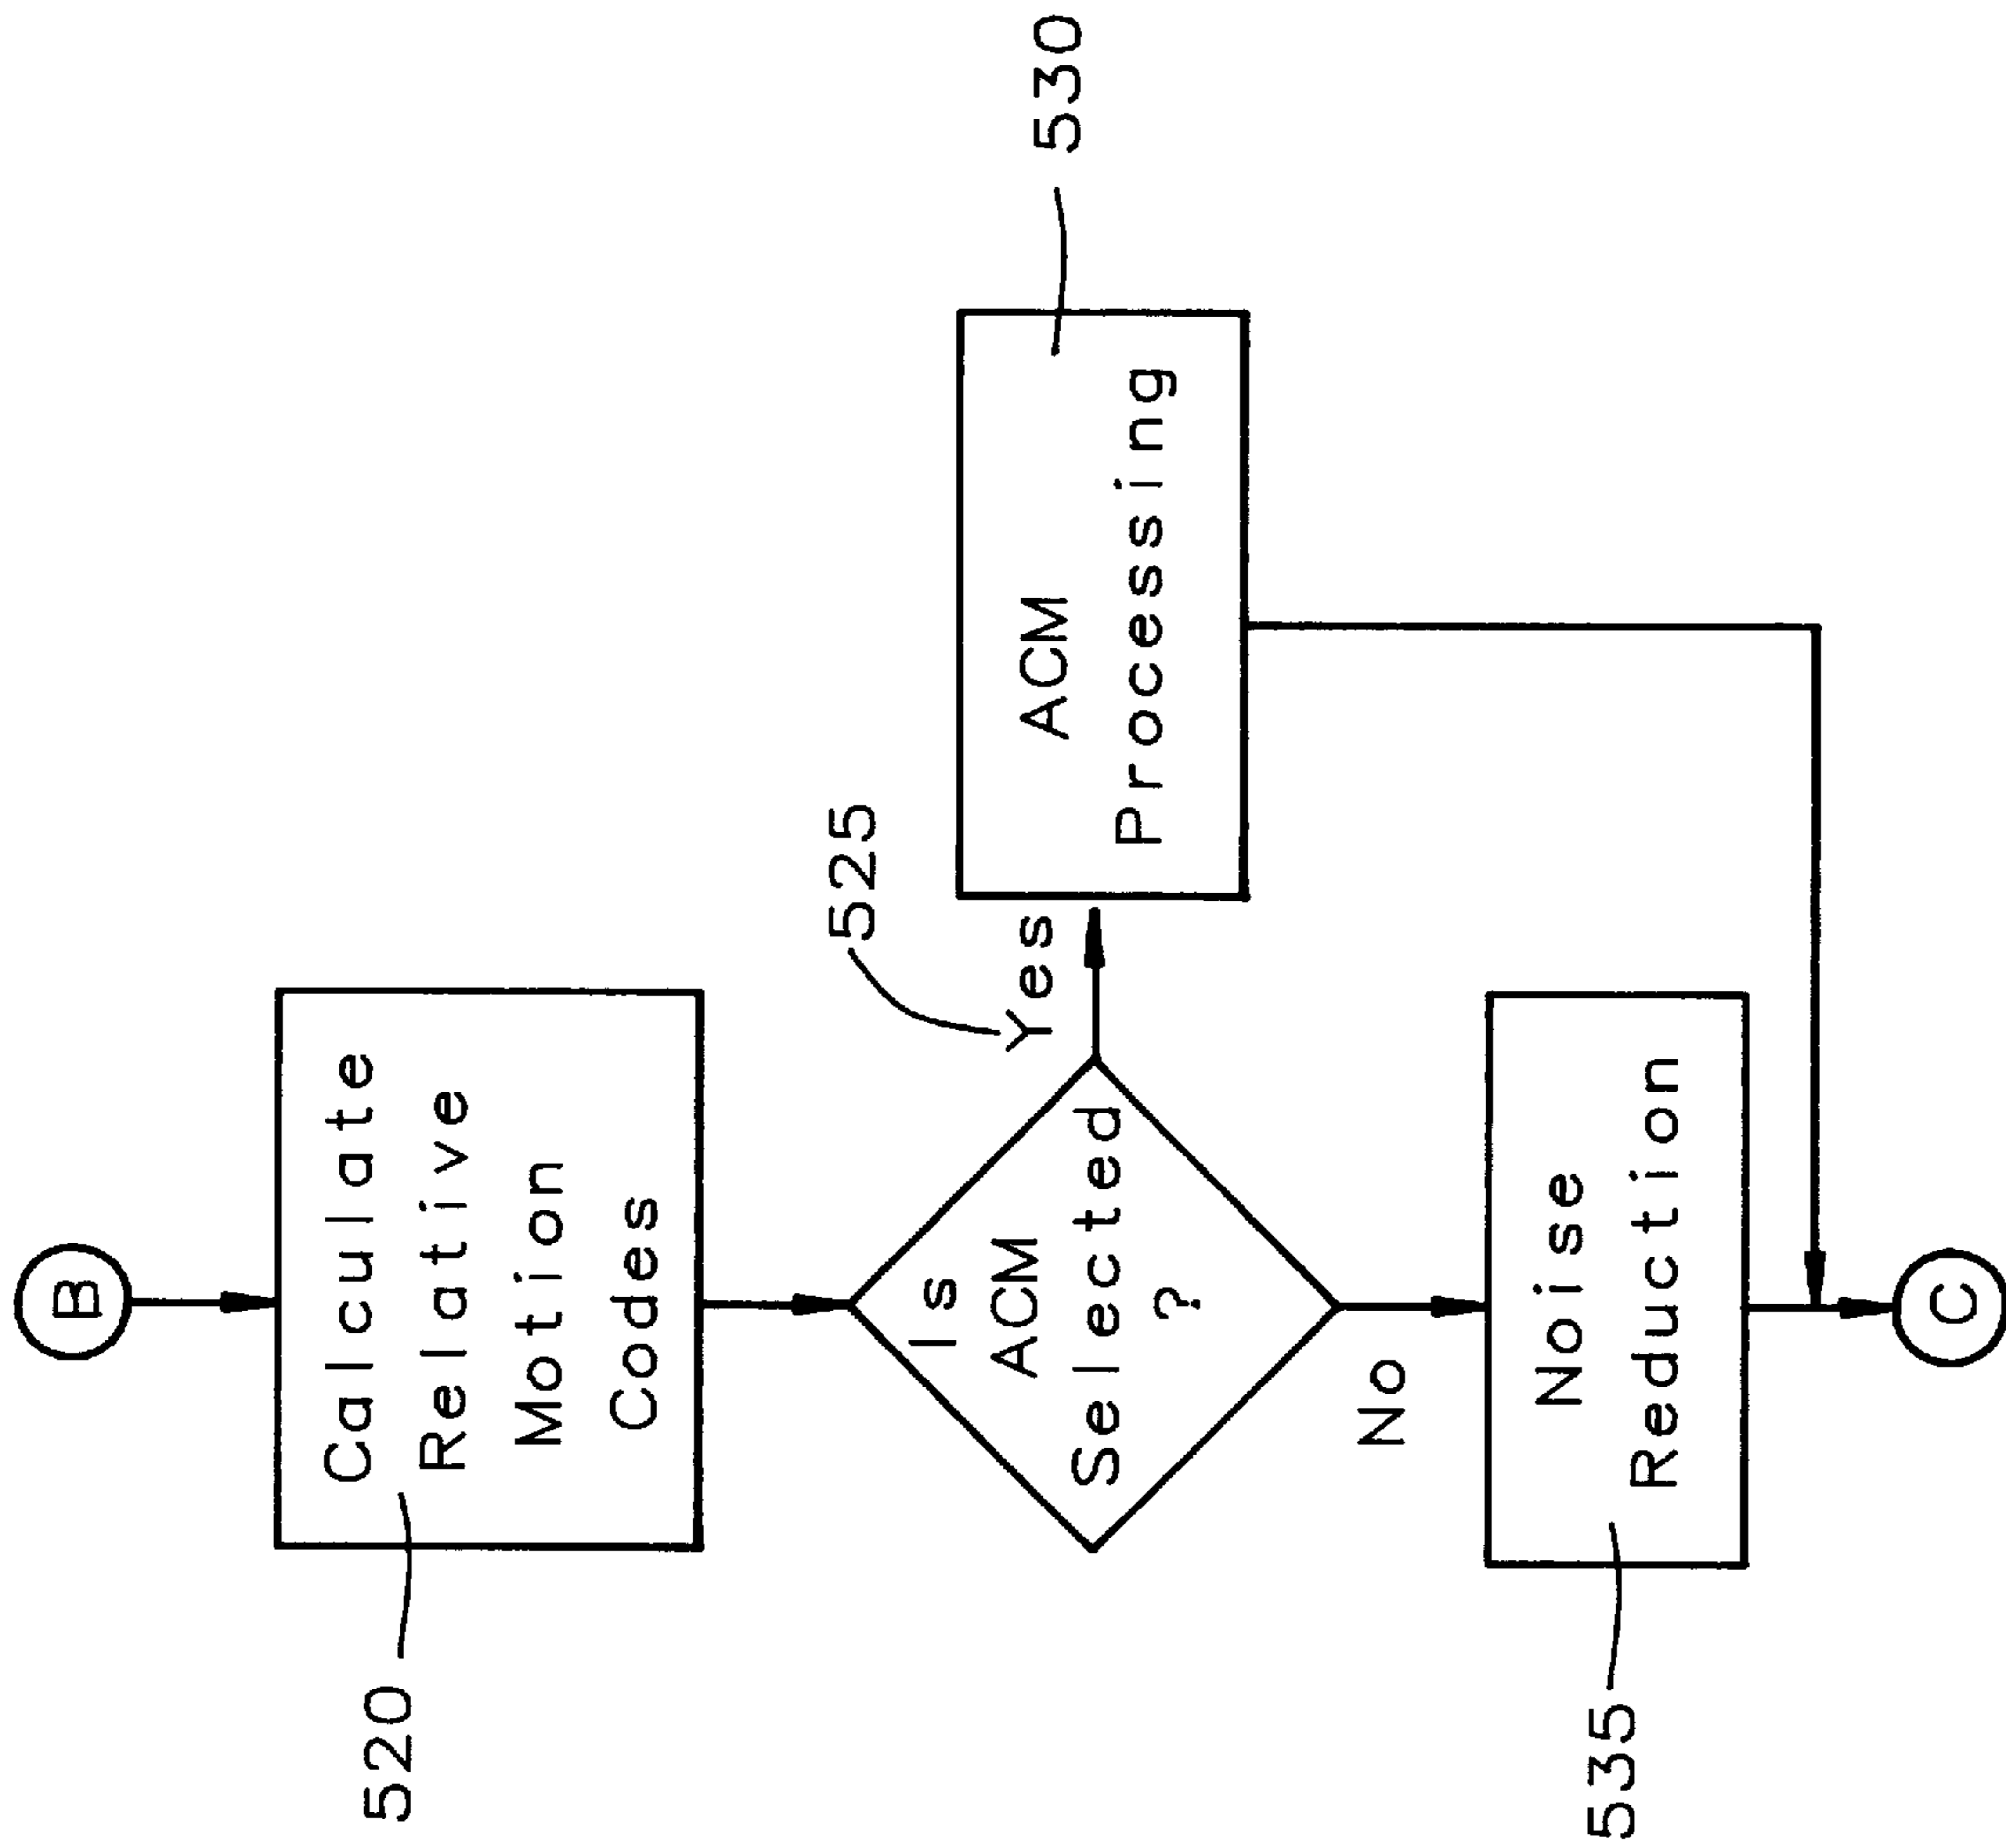 B
520
Calculate
Relative
Motion
Codes
Is
ACM
Selected
?
525
Yes
530
ACM
Processing
No
535
Noise
Reduction
C